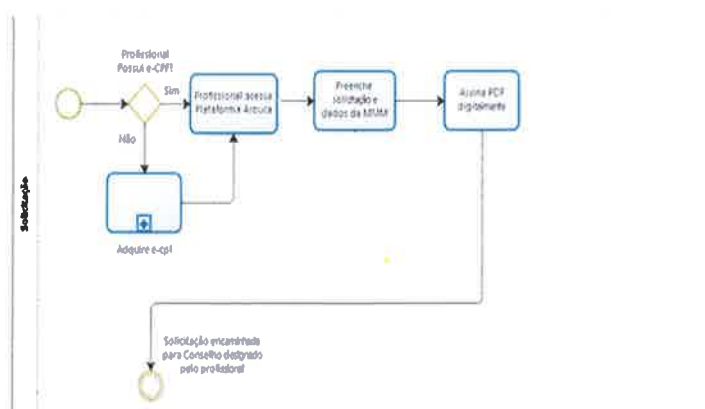 Profissional
Possui e-CPF?
Sim
Profissional acessa
Plataforma Arouca
Preenche
solicitação e
dados da MMM
Assina PDF
digitalmente
Não
Adquire e-cpf
Solicitação
Solicitação encaminhada
para Conselho designado
pelo profissional